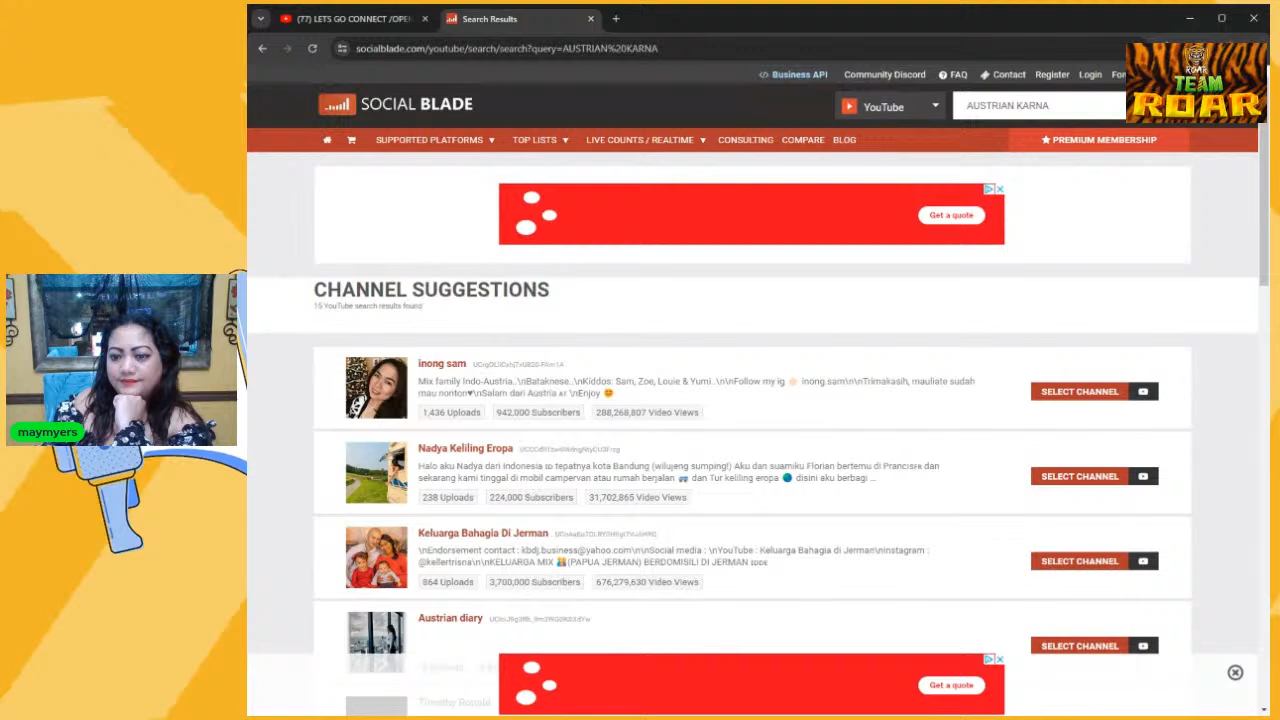 (77) LETS GO CONNECT /OPE
Search Results
socialblade.com/youtube/search/search?query=AUSTRIAN%20KARNA
Business API
Community Discord
FAQ
Contact
Register
Login
SOCIAL BLADE
YouTube
AUSTRIAN KARNA
ROAR
TEAM
ROAR
SUPPORTED PLATFORMS
TOP LISTS
LIVE COUNTS / REALTIME
CONSULTING
COMPARE
BLOG
PREMIUM MEMBERSHIP
Get a quote
CHANNEL SUGGESTIONS
15 YouTube search results found
inong sam
Mix family Indo-Austria..\nBataknese..\nKiddos: Sam, Zoe, Louie & Yumi..\n\nFollow my ig inong.sam\n\nTrimakasih, mauliate sudah
mau nonton♥\nSalam dari Austria \nEnjoy
1,436 Uploads
942,000 Subscribers
288,268,807 Video Views
SELECT CHANNEL
Nadya Keliling Eropa
Halo aku Nadya dari indonesia tepatnya kota Bandung (wilujeng sumping!) Aku dan suamiku Florian bertemu di Prancis dan
sekarang kami tinggal di mobil campervan atau rumah berjalan dan Tur keliling eropa disini aku berbagi ...
238 Uploads
224,000 Subscribers
31,702,865 Video Views
SELECT CHANNEL
Keluarga Bahagia Di Jerman
\nEndorsement contact : kbdj.business@yahoo.com\n\nSocial media : \nYouTube : Keluarga Bahagia di Jerman\nInstagram :
@kellertrisna\nKELUARGA MIX (PAPUA JERMAN) BERDOMISILI DI JERMAN
864 Uploads
3,700,000 Subscribers
676,279,630 Video Views
SELECT CHANNEL
Austrian diary
SELECT CHANNEL
Get a quote
Timothy Ronald
maymyers